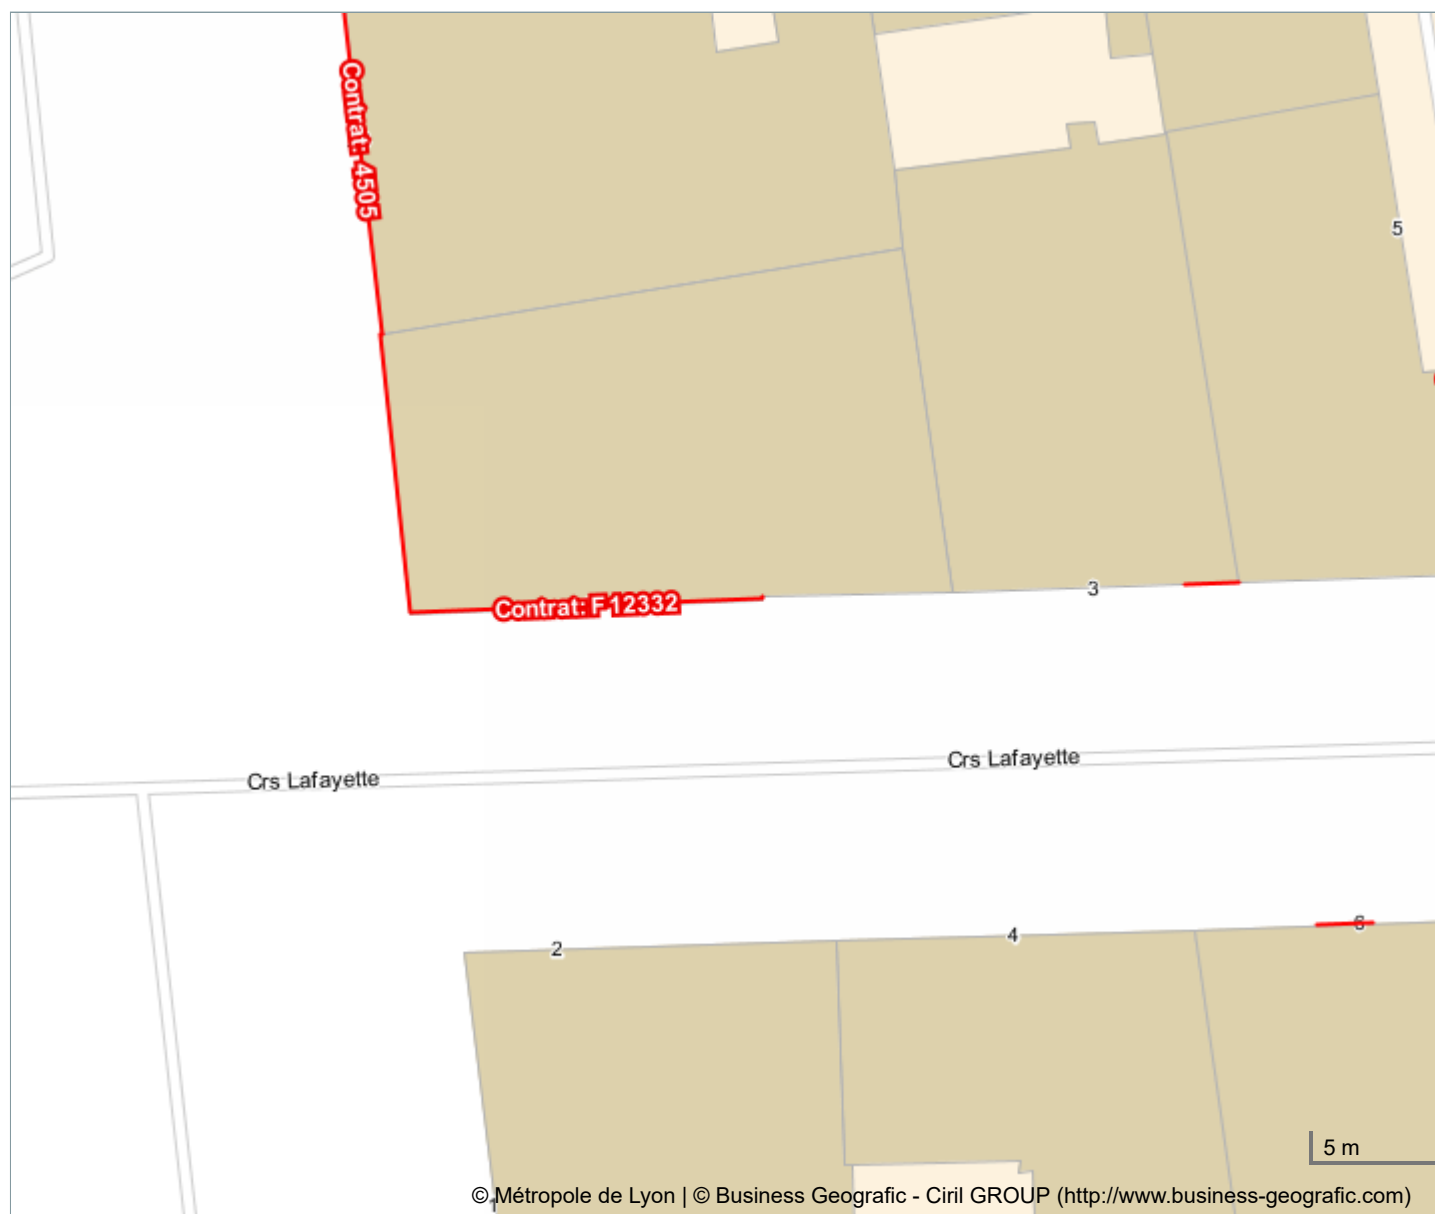 Contrat: 4505
5
Contrat: F 12332
3
Crs Lafayette
Crs Lafayette
2
4
6
5 m
© Métropole de Lyon | © Business Geografic - Ciril GROUP (http://www.business-geografic.com)